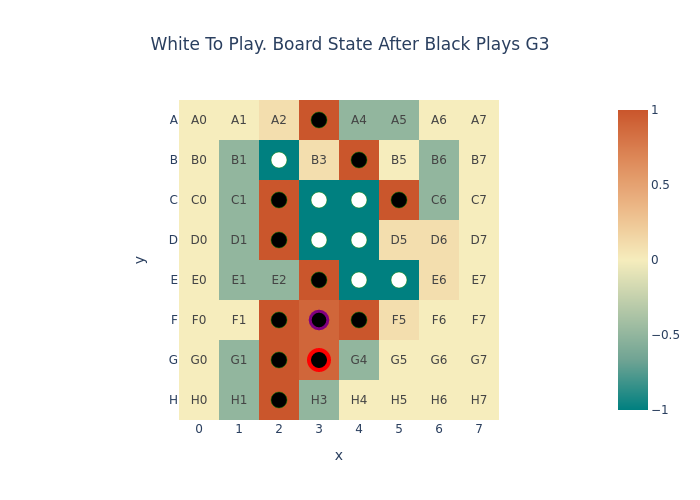 White To Play. Board State After Black Plays G3
A A0 A1 A2 A4 A5 A6 A7
B B0 B1 B3 B5 B6 B7
C C0 C1 C6 C7
D D0 D1 D5 D6 D7
E E0 E1 E2 E6 E7
F F0 F1 F5 F6 F7
G G0 G1 G4 G5 G6 G7
H H0 H1 H3 H4 H5 H6 H7
0 1 2 3 4 5 6 7
x
y
1
0.5
0
−0.5
−1